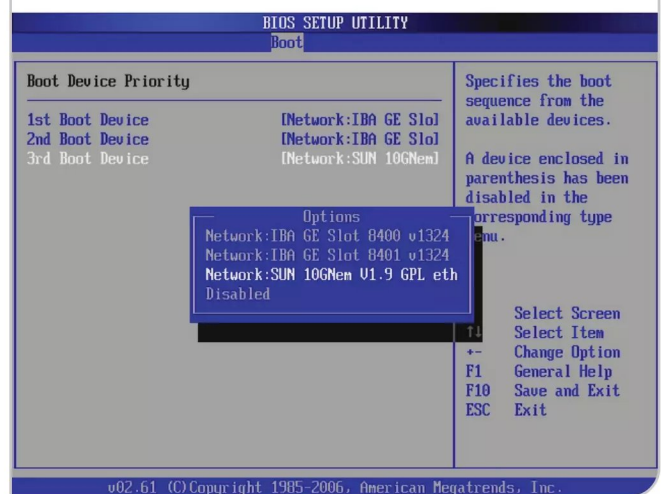 BIOS SETUP UTILITY
Boot
Boot Device Priority
1st Boot Device [Network:IBA GE Slo]
2nd Boot Device [Network:IBA GE Slo]
3rd Boot Device [Network:SUN 10GNem]
Options
Network:IBA GE Slot 8400 v1324
Network:IBA GE Slot 8401 v1324
Network:SUN 10GNem V1.9 GPL eth
Disabled
Specifies the boot
sequence from the
available devices.
A device enclosed in
parenthesis has been
disabled in the
orresponding type
enu.
Select Screen
↑↓ Select Item
+- Change Option
F1 General Help
F10 Save and Exit
ESC Exit
v02.61 (C)Copyright 1985-2006, American Megatrends, Inc.